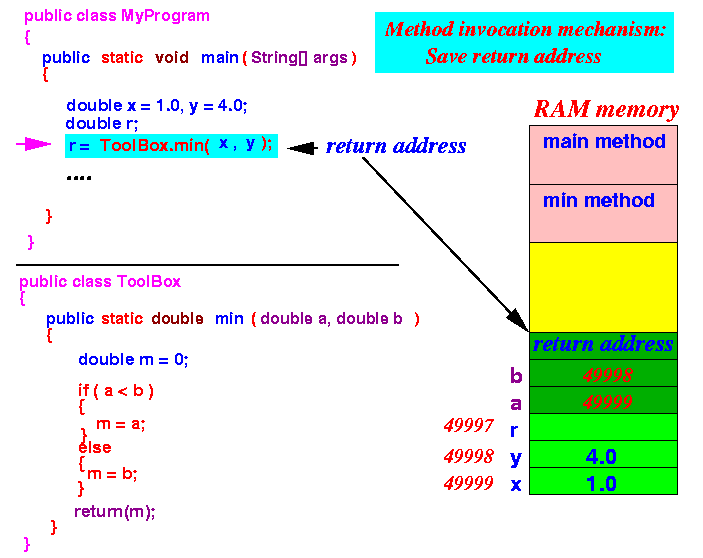 public class MyProgram
{
public static void main ( String[] args )
{
double x = 1.0, y = 4.0;
double r;
r = ToolBox.min( x , y );
....
}
}
Method invocation mechanism:
Save return address
return address
public class ToolBox
{
public static double min ( double a, double b )
{
double m = 0;
if ( a < b )
{
m = a;
}
else
{
m = b;
}
return(m);
}
}
RAM memory
main method
min method
return address
b 49998
a 49999
49997 r
49998 y 4.0
49999 x 1.0